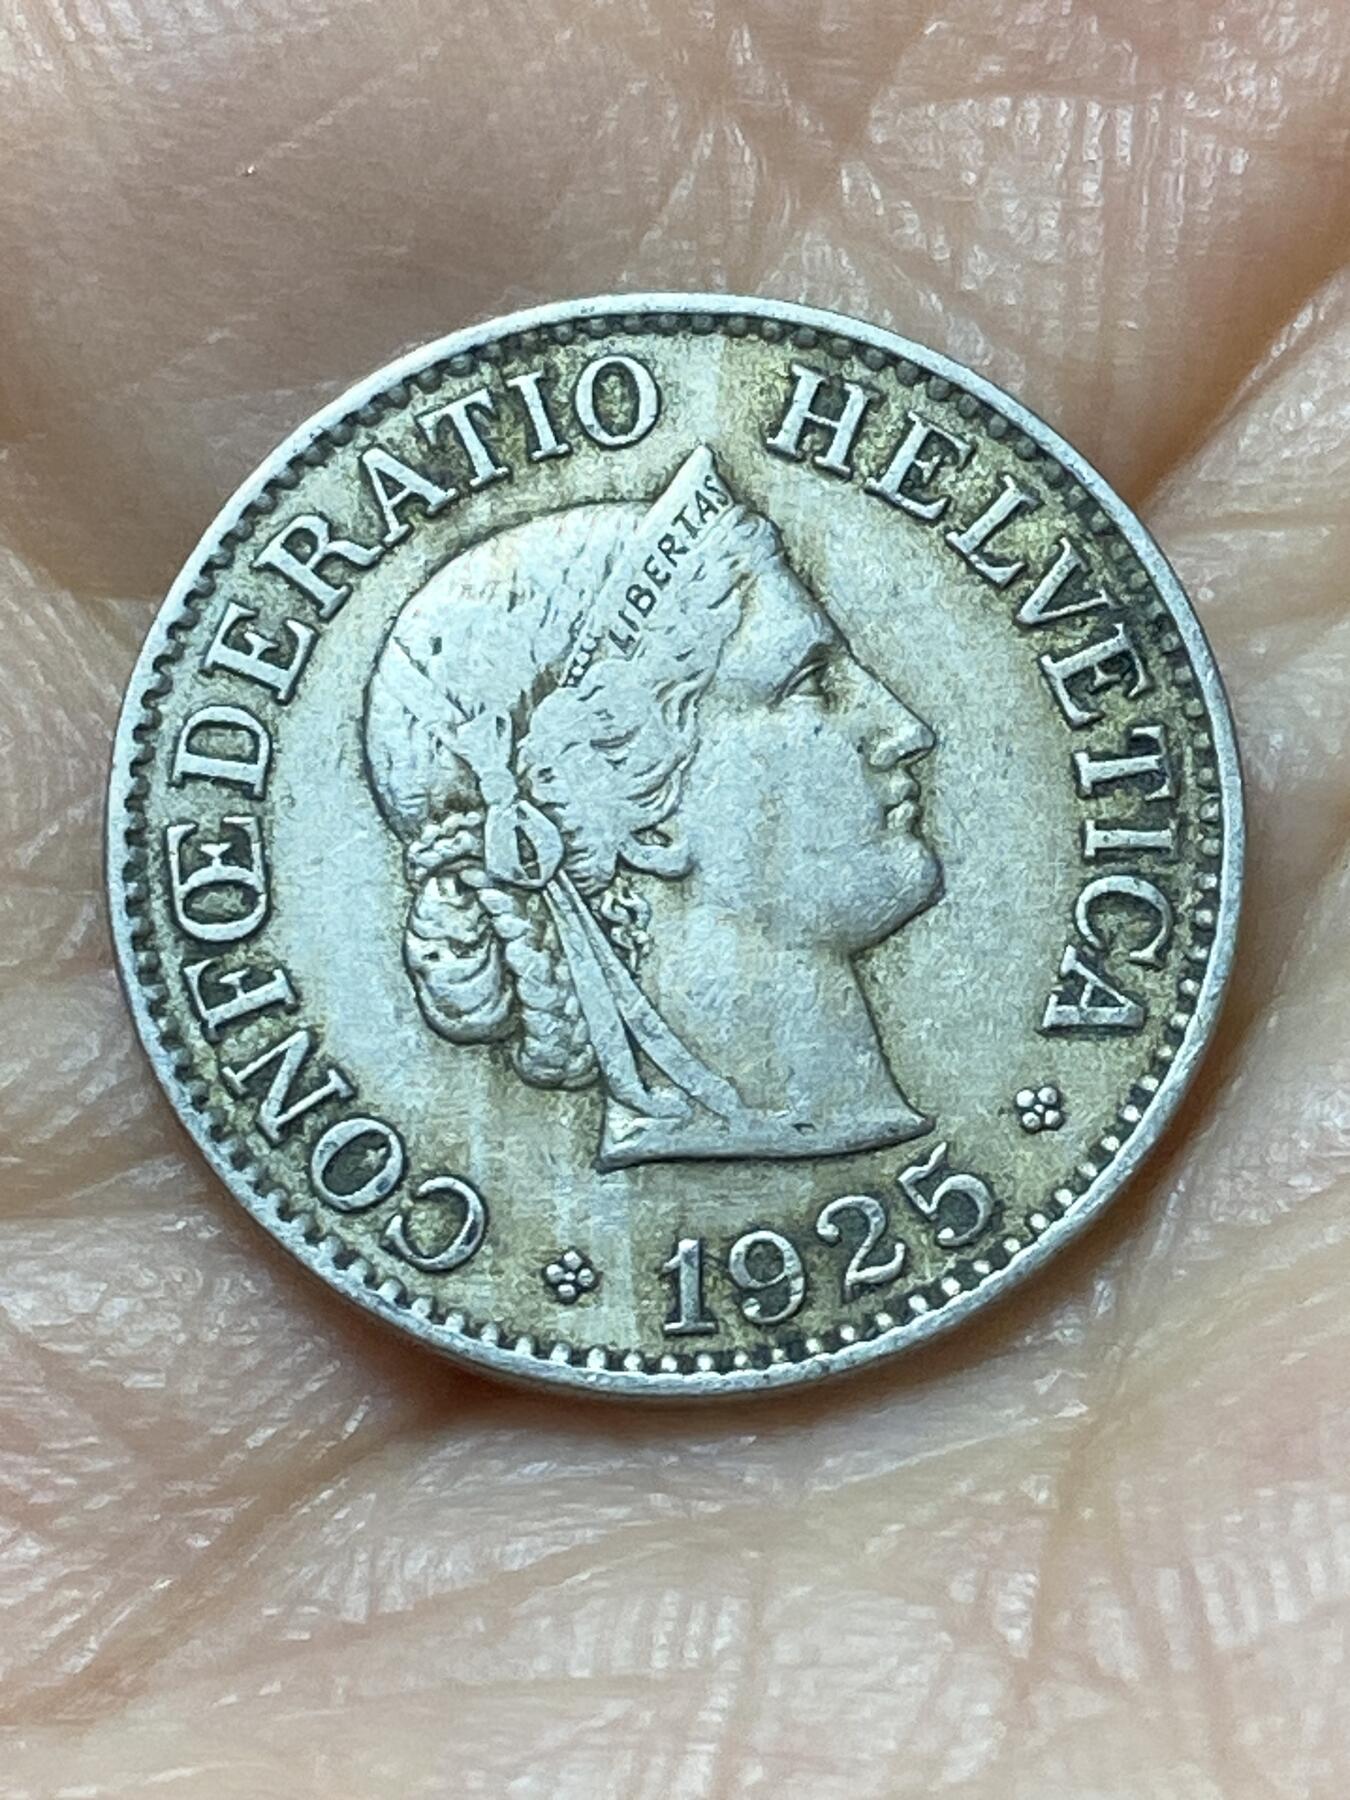 CONFŒDERATIO HELVETICA
LIBERTAS
1925